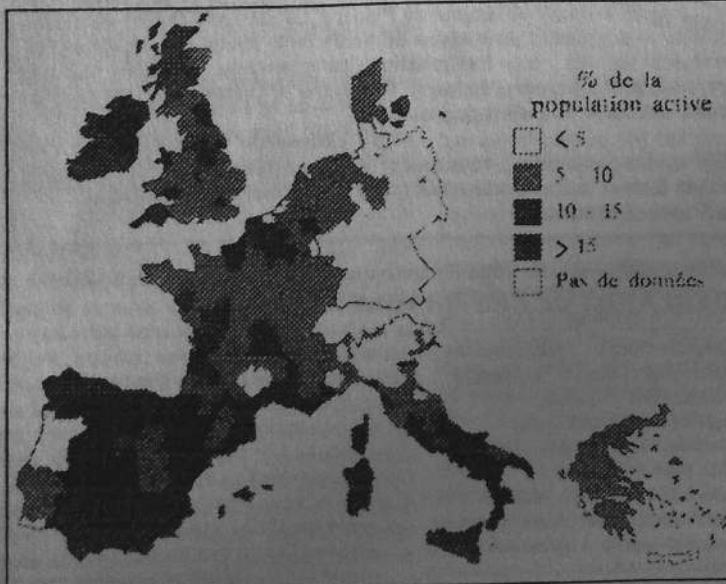 % de la
population active
< 5
5 10
10 15
> 15
Pas de données